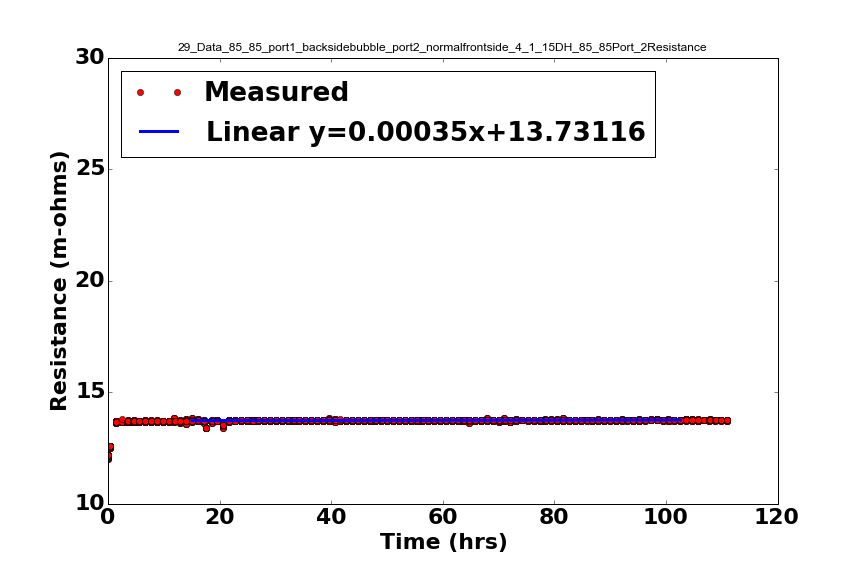 29_Data_85_85_port1_backsidebubble_port2_normalfrontside_4_1_15DH_85_85Port_2Resistance
30
Measured
Linear y=0.00035x+13.73116
25
20
15
10
Resistance (m-ohms)
0 20 40 60 80 100 120
Time (hrs)